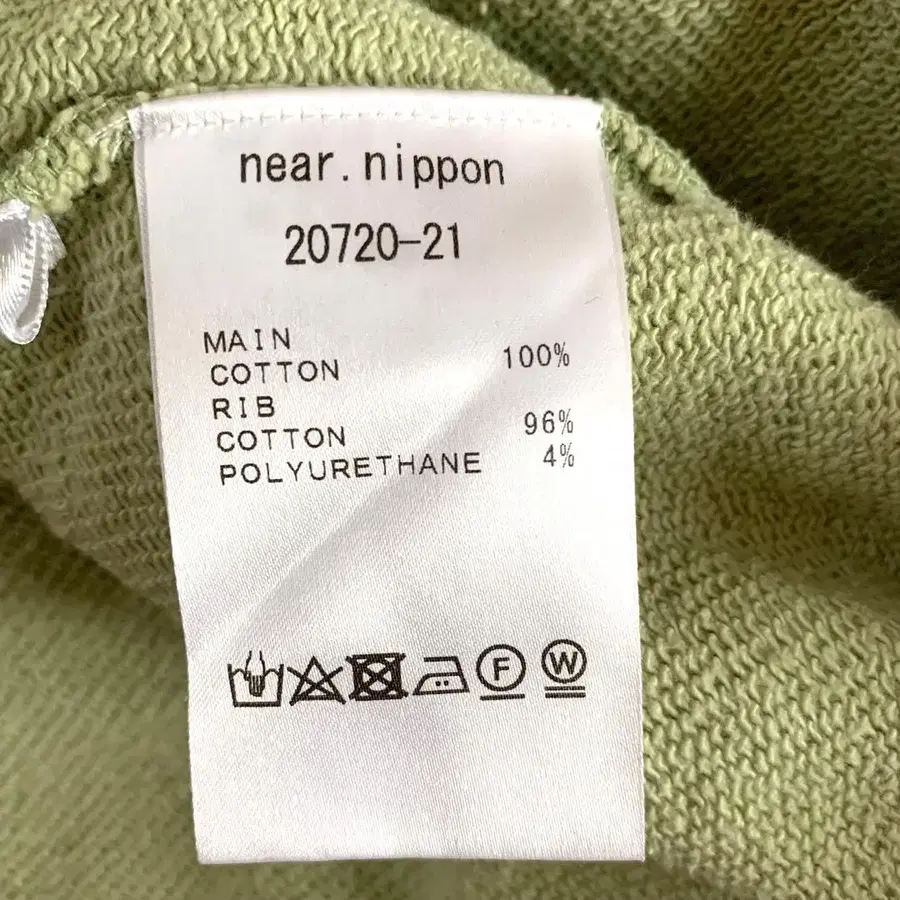 near.nippon
20720-21
MAIN
COTTON 100%
RIB
COTTON 96%
POLYURETHANE 4%
F W